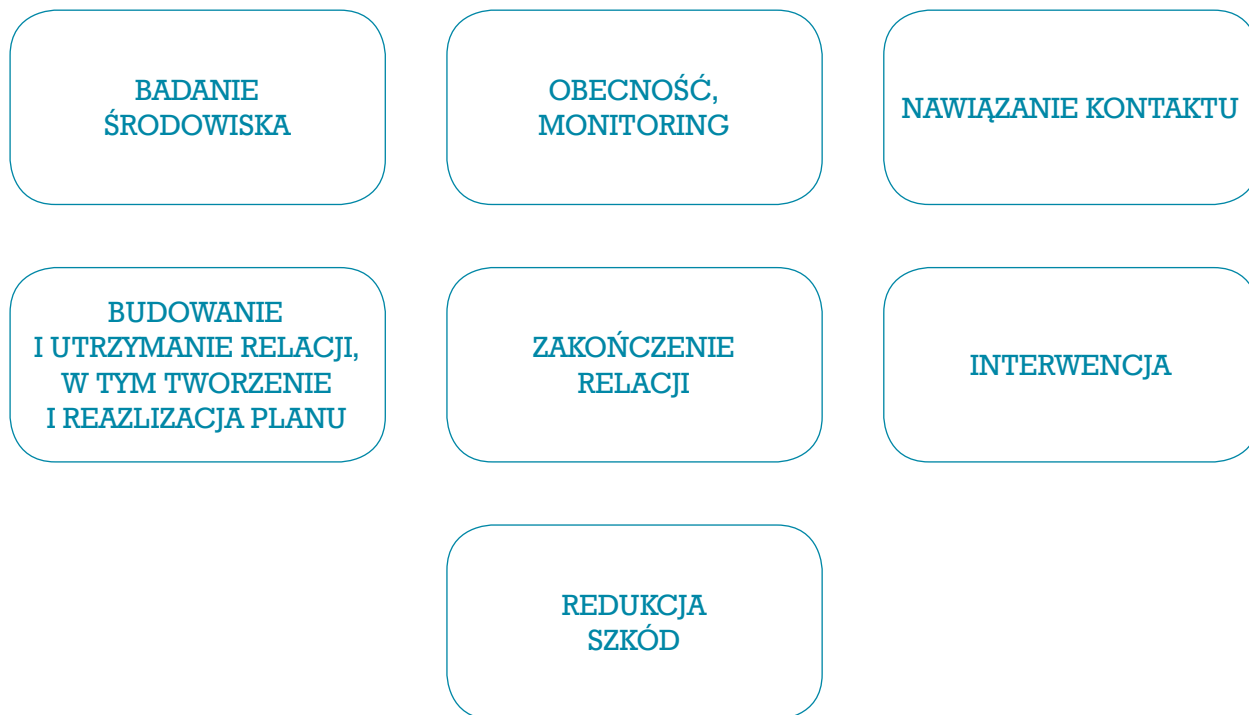 BADANIE
ŚRODOWISKA
OBECNOŚĆ,
MONITORING
NAWIĄZANIE KONTAKTU
BUDOWANIE
I UTRZYMANIE RELACJI,
W TYM TWORZENIE
I REAZLIZACJA PLANU
ZAKOŃCZENIE
RELACJI
INTERWENCJA
REDUKCJA
SZKÓD